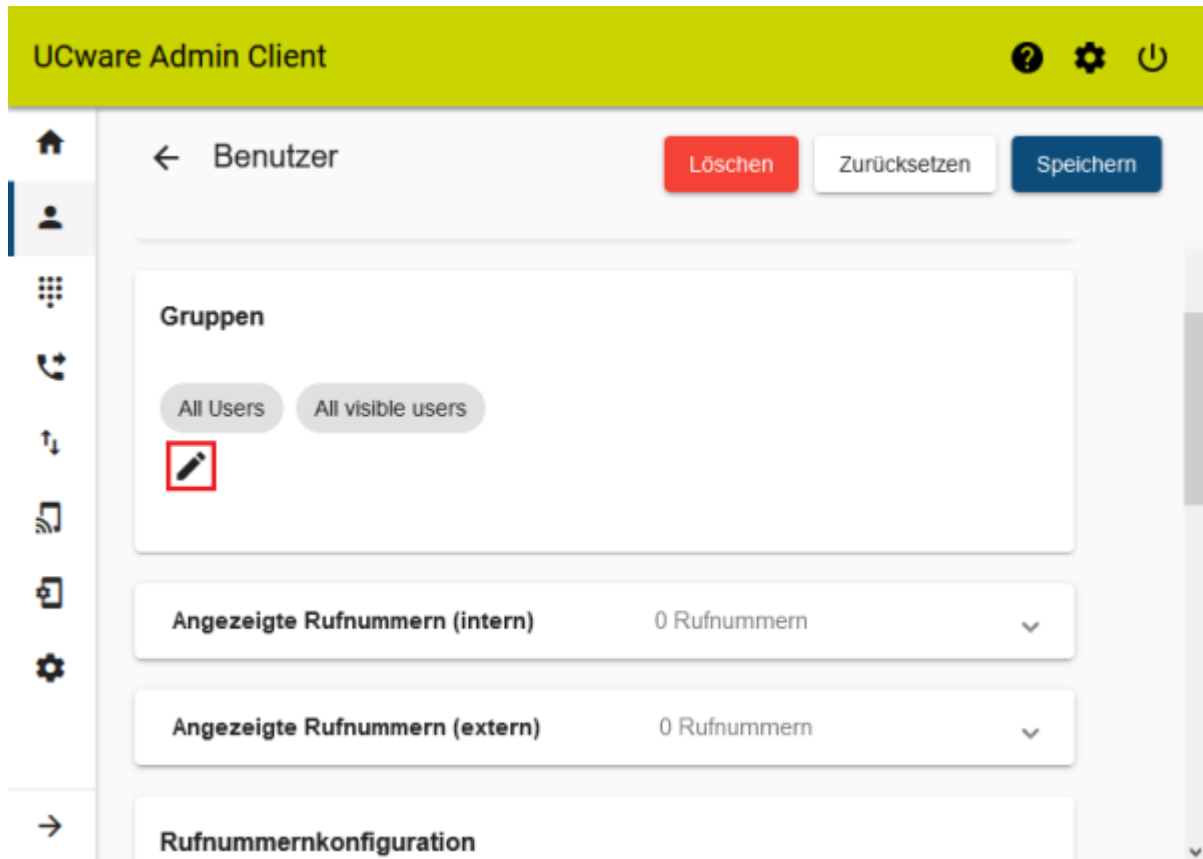 UCware Admin Client
Benutzer
Löschen
Zurücksetzen
Speichern
Gruppen
All Users
All visible users
Angezeigte Rufnummern (intern)
0 Rufnummern
Angezeigte Rufnummern (extern)
0 Rufnummern
Rufnummernkonfiguration